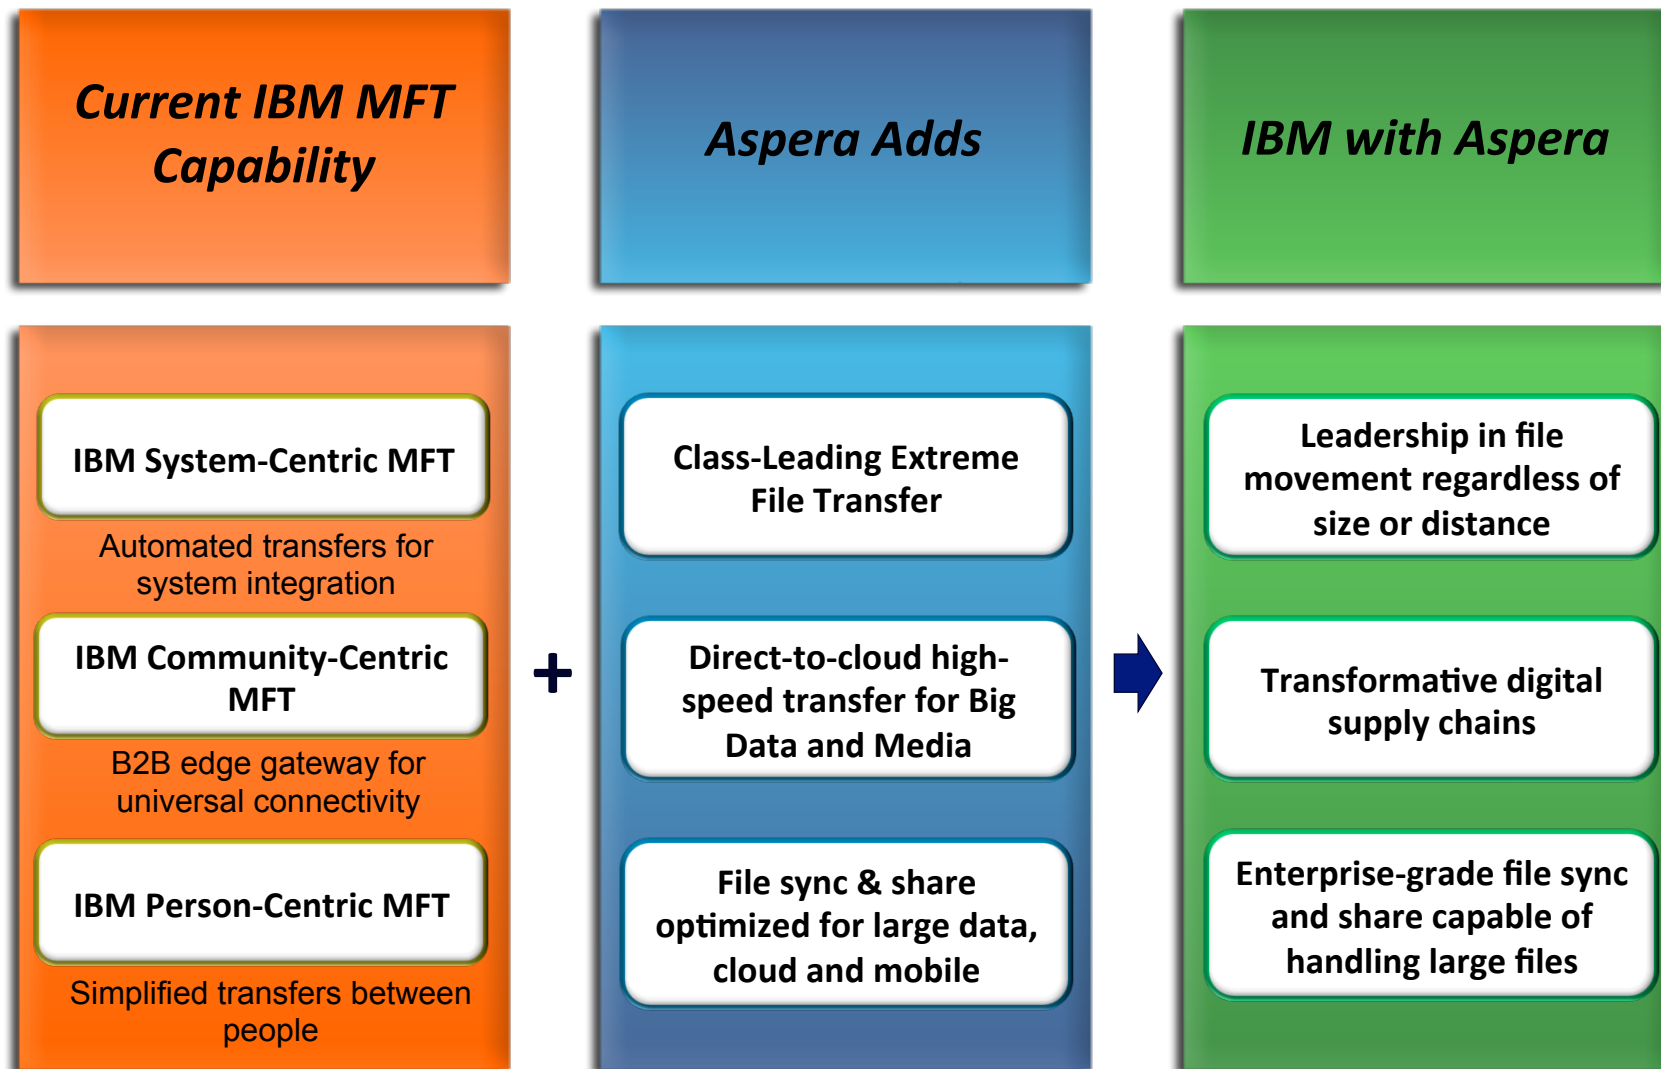 Current IBM MFT
Capability
IBM System-Centric MFT
Automated transfers for
system integration
IBM Community-Centric
MFT
B2B edge gateway for
universal connectivity
IBM Person-Centric MFT
Simplified transfers between
people
+
Aspera Adds
Class-Leading Extreme
File Transfer
Direct-to-cloud high-
speed transfer for Big
Data and Media
File sync & share
optimized for large data,
cloud and mobile
IBM with Aspera
Leadership in file
movement regardless of
size or distance
Transformative digital
supply chains
Enterprise-grade file sync
and share capable of
handling large files